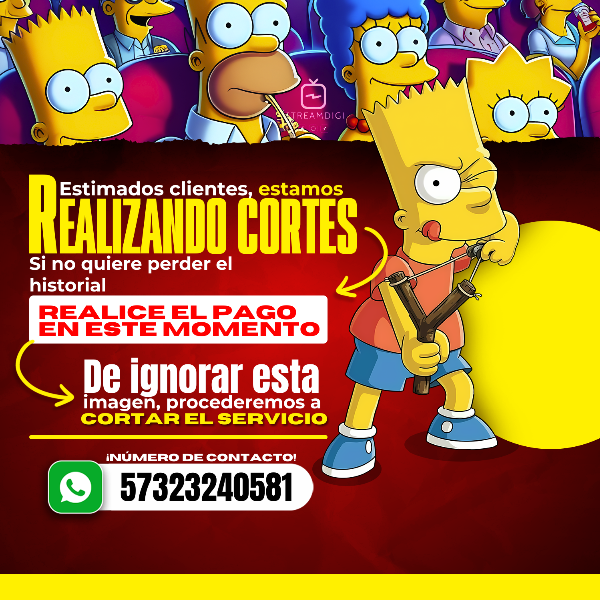 STREAMDIGI
Estimados clientes, estamos
REALIZANDO CORTES
Si no quiere perder el
historial
REALICE EL PAGO
EN ESTE MOMENTO
De ignorar esta
imagen, procederemos a
CORTAR EL SERVICIO
¡NÚMERO DE CONTACTO!
57323240581